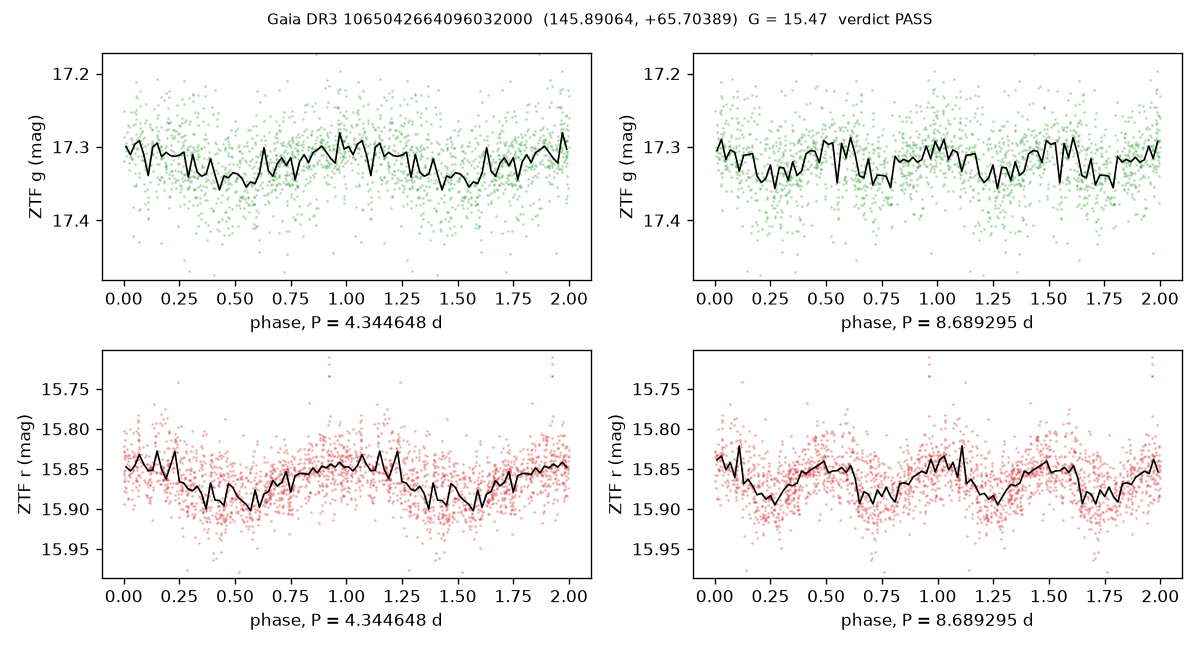 Gaia DR3 1065042664096032000  (145.89064, +65.70389)  G = 15.47  verdict PASS
ZTF g (mag)
17.2
17.3
17.4
0.00 0.25 0.50 0.75 1.00 1.25 1.50 1.75 2.00
phase, P = 4.344648 d
ZTF g (mag)
17.2
17.3
17.4
0.00 0.25 0.50 0.75 1.00 1.25 1.50 1.75 2.00
phase, P = 8.689295 d
ZTF r (mag)
15.75
15.80
15.85
15.90
15.95
0.00 0.25 0.50 0.75 1.00 1.25 1.50 1.75 2.00
phase, P = 4.344648 d
ZTF r (mag)
15.75
15.80
15.85
15.90
15.95
0.00 0.25 0.50 0.75 1.00 1.25 1.50 1.75 2.00
phase, P = 8.689295 d